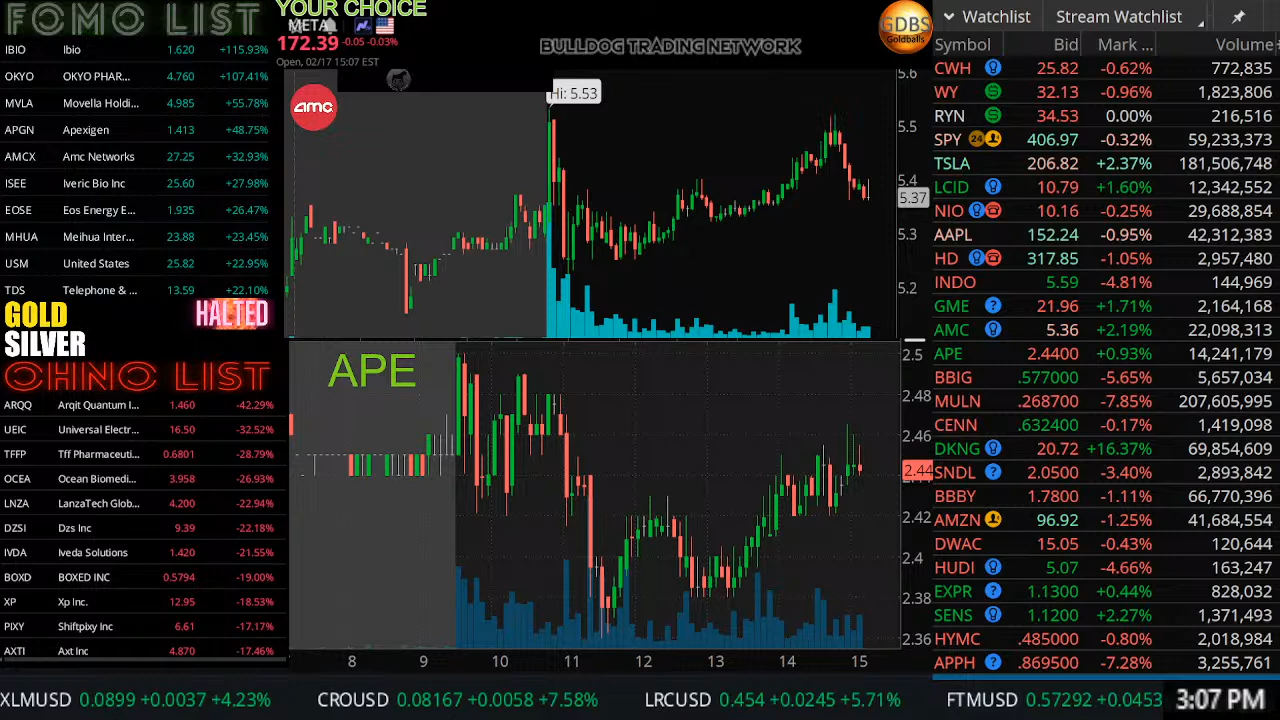 FOMO LIST
IBIO Ibio 1.620 +115.93%
OKYO OKYO PHAR... 4.760 +107.41%
MVLA Movella Holdi... 4.985 +55.78%
APGN Apexigen 1.413 +48.75%
AMCX Amc Networks 27.25 +32.93%
ISEE Iveric Bio Inc 25.60 +27.98%
EOSE Eos Energy E... 1.935 +26.47%
MHUA Meihua Inter... 23.88 +23.45%
USM United States 25.82 +22.95%
TDS Telephone & ... 13.59 +22.10%
GOLD
HALTED
SILVER
OHNO LIST
ARQQ Arqit Quantum I... 1.460 -42.29%
UEIC Universal Electr... 16.50 -32.52%
TFFP Tff Pharmaceuti... 0.6801 -28.79%
OCEA Ocean Biomedic... 3.958 -26.93%
LNZA LanzaTech Glob... 4.200 -22.94%
DZSI Dzs Inc 9.39 -22.18%
IVDA Iveda Solutions 1.420 -21.55%
BOXD BOXED INC 0.5794 -19.00%
XP Xp Inc. 12.95 -18.53%
PIXY Shiftpixy Inc 6.61 -17.17%
AXTI Axt Inc 4.870 -17.46%
YOUR CHOICE
META
172.39 -0.05 -0.03%
Open, 02/17 15:07 EST
BULLDOG TRADING NETWORK
GDBS
Goldballs
amc
Hi: 5.53
5.6
5.5
5.4
5.37
5.3
5.2
APE
2.5
2.48
2.46
2.44
2.42
2.4
2.38
2.36
8 9 10 11 12 13 14 15
Watchlist Stream Watchlist
Symbol Bid Mark ... Volume
CWH 25.82 -0.62% 772,835
WY 32.13 -0.96% 1,823,806
RYN 34.53 0.00% 216,516
SPY 24 406.97 -0.32% 59,233,373
TSLA 206.82 +2.37% 181,506,748
LCID 10.79 +1.60% 12,342,552
NIO 10.16 -0.25% 29,688,854
AAPL 152.24 -0.95% 42,312,383
HD 317.85 -1.05% 2,957,480
INDO 5.59 -4.81% 144,969
GME ? 21.96 +1.71% 2,164,168
AMC 5.36 +2.19% 22,098,313
APE 2.4400 +0.93% 14,241,179
BBIG .577000 -5.65% 5,657,034
MULN .268700 -7.85% 207,605,995
CENN .632400 -0.17% 1,419,098
DKNG 20.72 +16.37% 69,854,609
SNDL ? 2.0500 -3.40% 2,893,842
BBBY 1.7800 -1.11% 66,770,396
AMZN 96.92 -1.25% 41,684,554
DWAC 15.05 -0.43% 120,644
HUDI 5.07 -4.66% 163,247
EXPR ? 1.1300 +0.44% 828,032
SENS 1.1200 +2.27% 1,371,493
HYMC .485000 -0.80% 2,018,984
APPH ? .869500 -7.28% 3,255,761
XLMUSD 0.0899 +0.0037 +4.23% CROUSD 0.08167 +0.0058 +7.58% LRCUSD 0.454 +0.0245 +5.71% FTMUSD 0.57292 +0.0453
3:07 PM